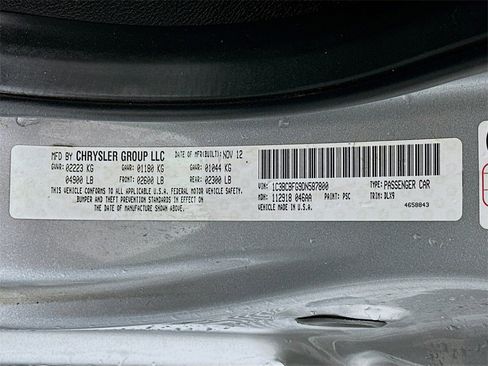 MFD BY CHRYSLER GROUP LLC DATE OF MFR(BUILT): NOV 12
GVWR: 02223 KG GAWR: 01180 KG GAWR: 01044 KG
04900 LB FRONT: 02600 LB REAR: 02300 LB
THIS VEHICLE CONFORMS TO ALL APPLICABLE U.S.A. FEDERAL MOTOR VEHICLE SAFETY,
BUMPER AND THEFT PREVENTION STANDARDS IN EFFECT ON
THE DATE OF MANUFACTURE SHOWN ABOVE.
VIN: 1C3BCBFG9DN587800 TYPE: PASSENGER CAR
MDH: 112918 046AA PAINT: PSC TRIM: DLX9
VEHICLE MADE IN U.S.A. 4658843